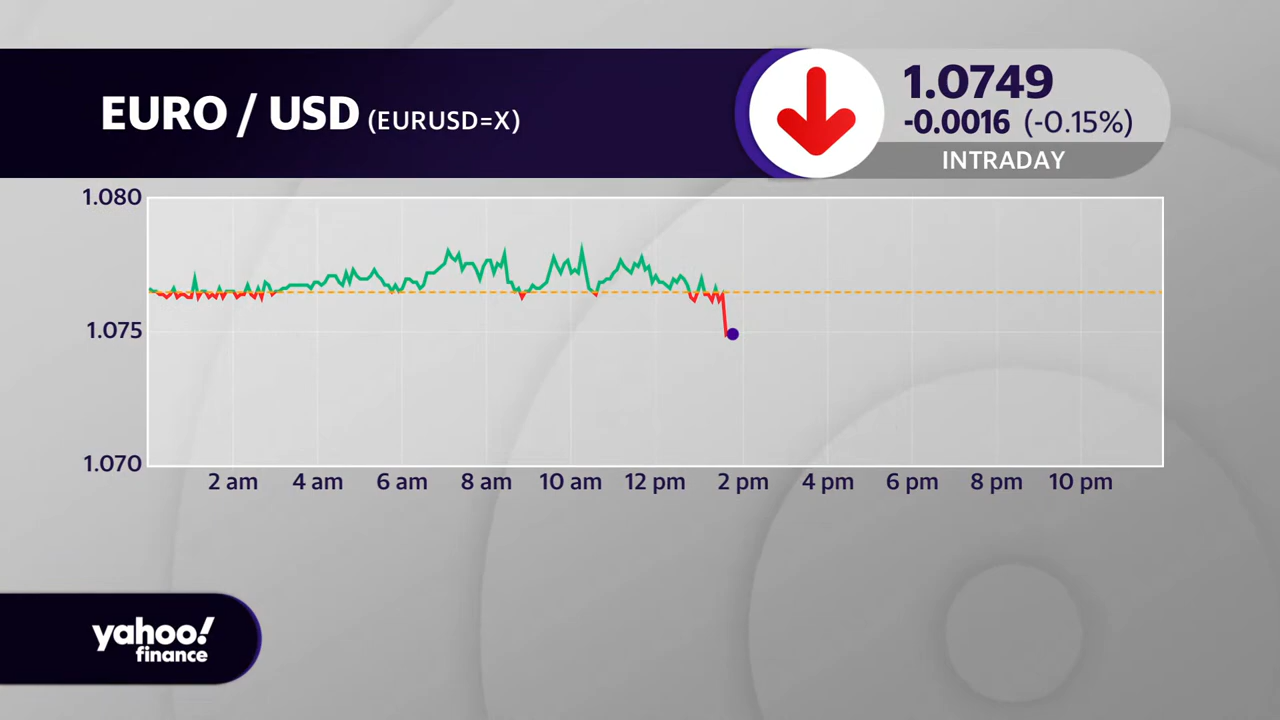 EURO / USD (EURUSD=X)
1.0749
-0.0016 (-0.15%)
INTRADAY
1.080
1.075
1.070
2 am 4 am 6 am 8 am 10 am 12 pm 2 pm 4 pm 6 pm 8 pm 10 pm
yahoo!
finance